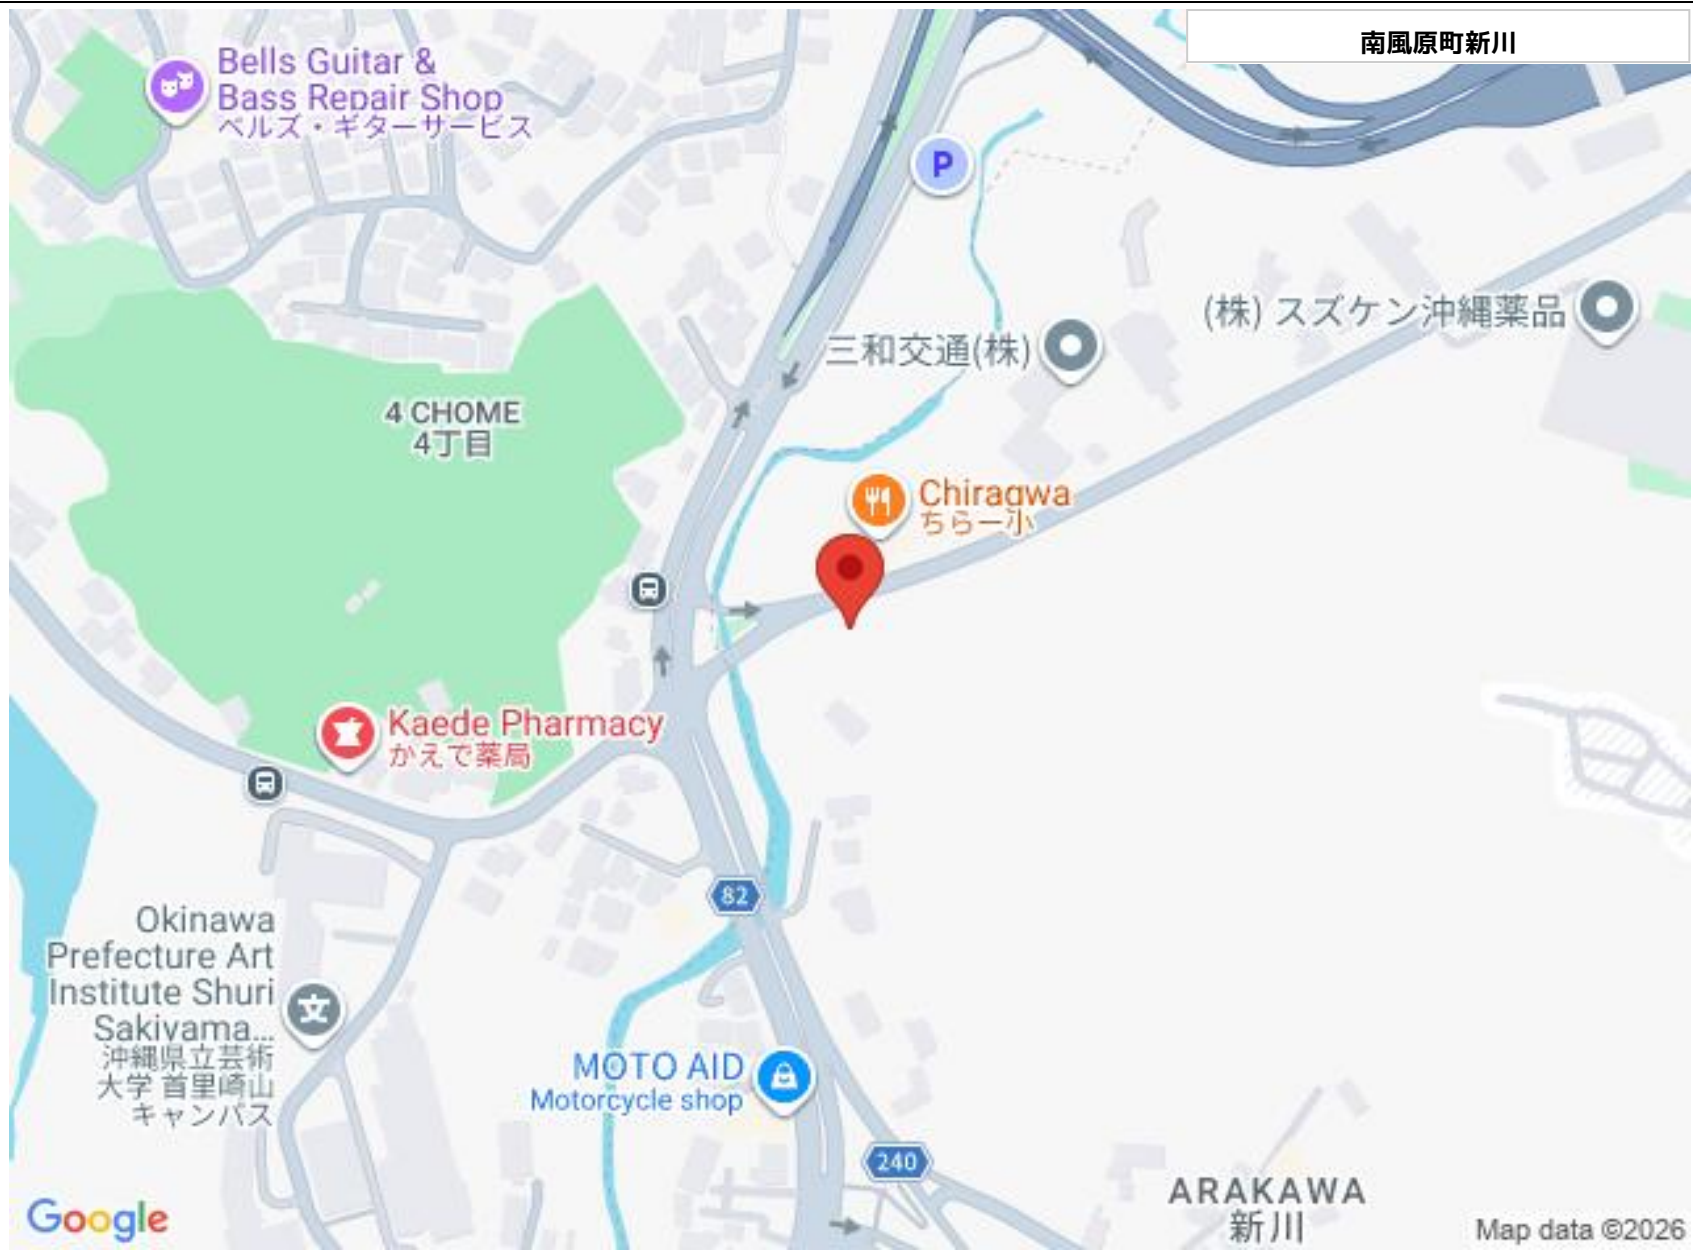 南風原町新川
Bells Guitar &
Bass Repair Shop
ベルズ・ギターサービス
P
(株) スズケン沖縄薬品
三和交通(株)
4 CHOME
4丁目
Chiragwa
ちらー小
Kaede Pharmacy
かえで薬局
82
Okinawa
Prefecture Art
Institute Shuri
Sakiyama...
沖縄県立芸術
大学 首里崎山
キャンパス
文
MOTO AID
Motorcycle shop
240
ARAKAWA
新川
Google
Map data ©2026